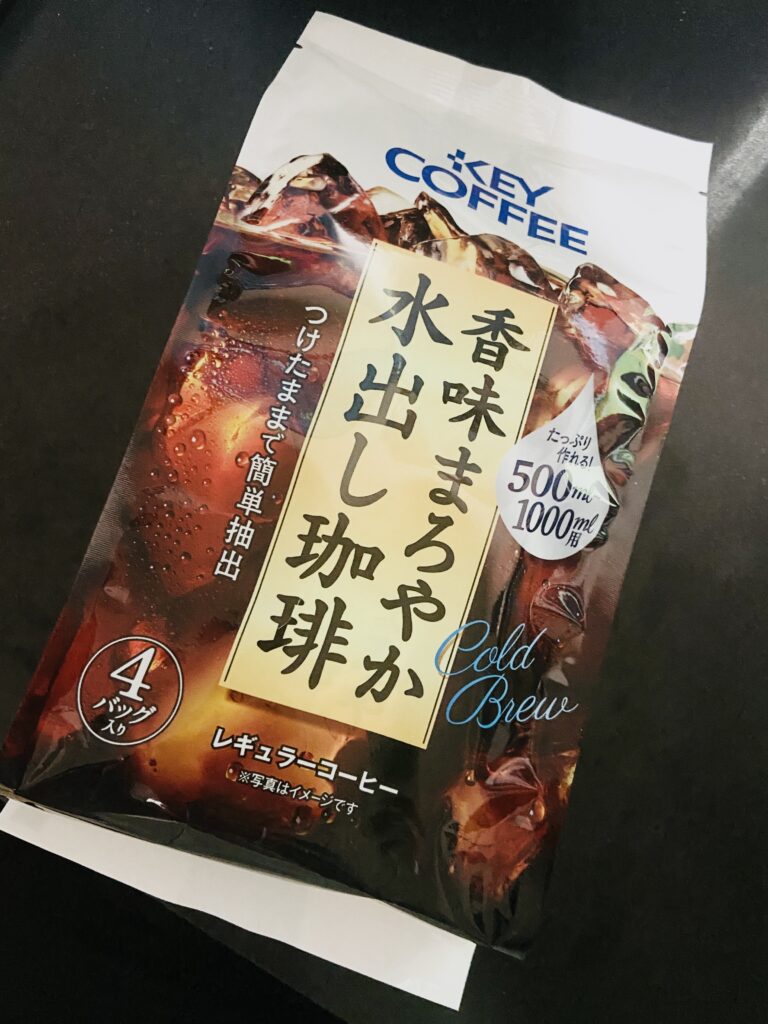 KEY
COFFEE
香味まろやか
水出し珈琲
つけたままで簡単抽出
たっぷり
作れる!
500ml
1000ml用
Cold
Brew
4
バッグ
入り
レギュラーコーヒー
※写真はイメージです